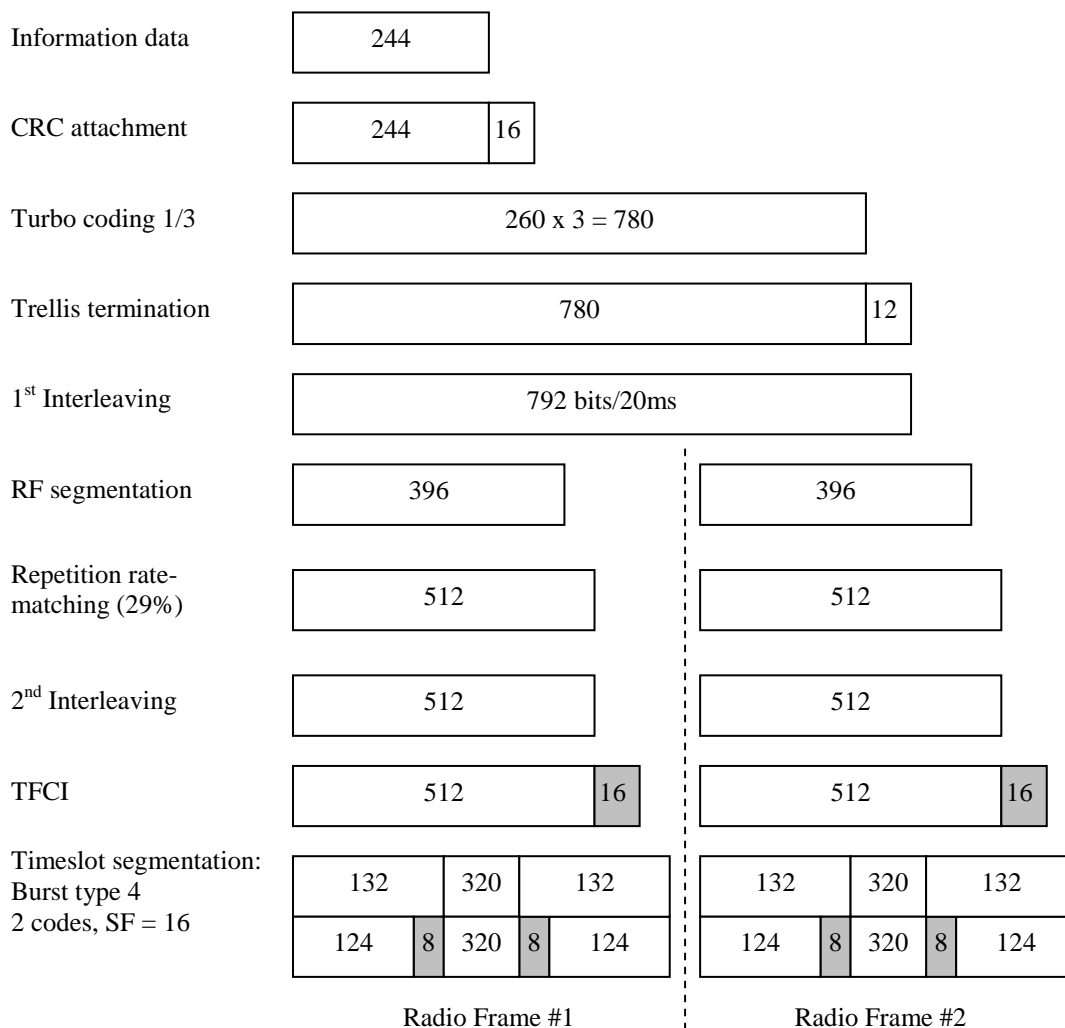 Information data
244
CRC attachment
244 16
Turbo coding 1/3
260 x 3 = 780
Trellis termination
780 12
1st Interleaving
792 bits/20ms
RF segmentation
396 396
Repetition rate-
matching (29%)
512 512
2nd Interleaving
512 512
TFCI
512 16 512 16
Timeslot segmentation:
Burst type 4
2 codes, SF = 16
132 320 132 132 320 132
124 8 320 8 124 124 8 320 8 124
Radio Frame #1 Radio Frame #2